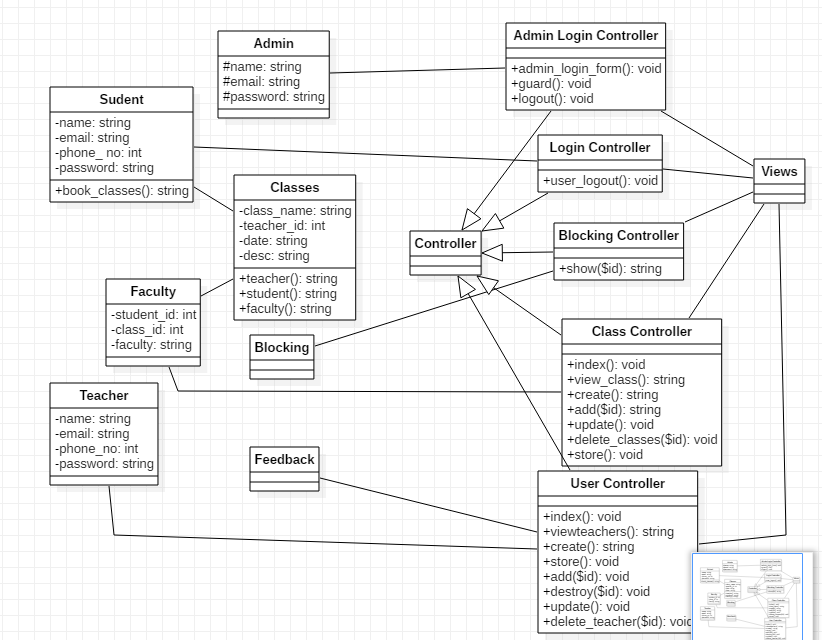 Admin
#name: string
#email: string
#password: string
Admin Login Controller
+admin_login_form(): void
+guard(): void
+logout(): void
Sudent
-name: string
-email: string
-phone_ no: int
-password: string
+book_classes(): string
Login Controller
+user_logout(): void
Views
Classes
-class_name: string
-teacher_id: int
-date: string
-desc: string
+teacher(): string
+student(): string
+faculty(): string
Controller
Blocking Controller
+show($id): string
Faculty
-student_id: int
-class_id: int
-faculty: string
Blocking
Class Controller
+index(): void
+view_class(): string
+create(): string
+add($id): string
+update(): void
+delete_classes($id): void
+store(): void
Teacher
-name: string
-email: string
-phone_no: int
-password: string
Feedback
User Controller
+index(): void
+viewteachers(): string
+create(): string
+store(): void
+add($id): void
+destroy($id): void
+update(): void
+delete_teacher($id): void